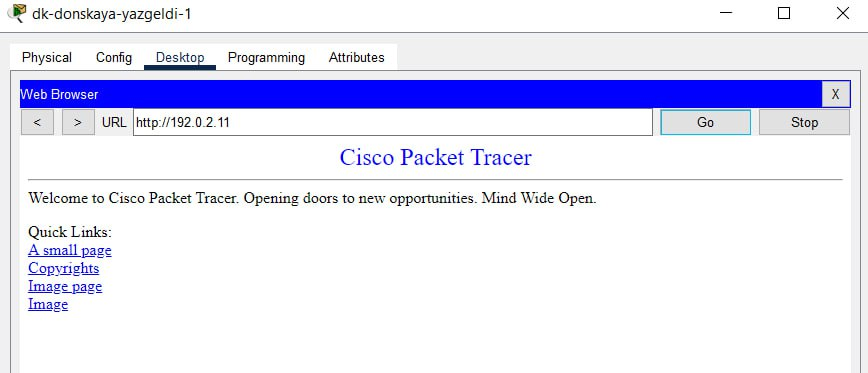 dk-donskaya-yazgeldi-1
Physical Config Desktop Programming Attributes
Web Browser X
< > URL http://192.0.2.11 Go Stop
Cisco Packet Tracer
Welcome to Cisco Packet Tracer. Opening doors to new opportunities. Mind Wide Open.
Quick Links:
A small page
Copyrights
Image page
Image